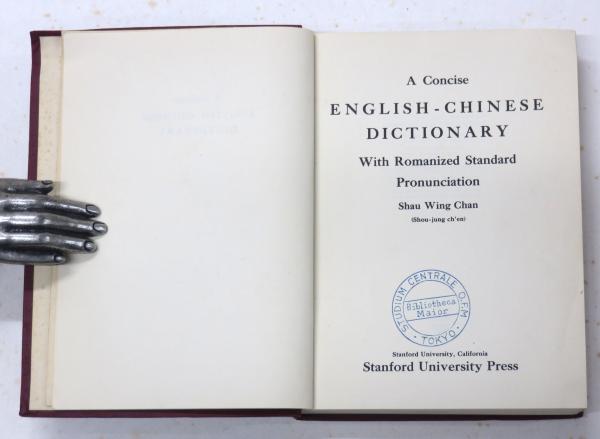 A Concise
ENGLISH-CHINESE
DICTIONARY
With Romanized Standard
Pronunciation
Shau Wing Chan
(Shou-jung ch'en)
STUDIUM CENTRALE O.F.M
Bibliotheca
Maior
· TOKYO ·
Stanford University, California
Stanford University Press